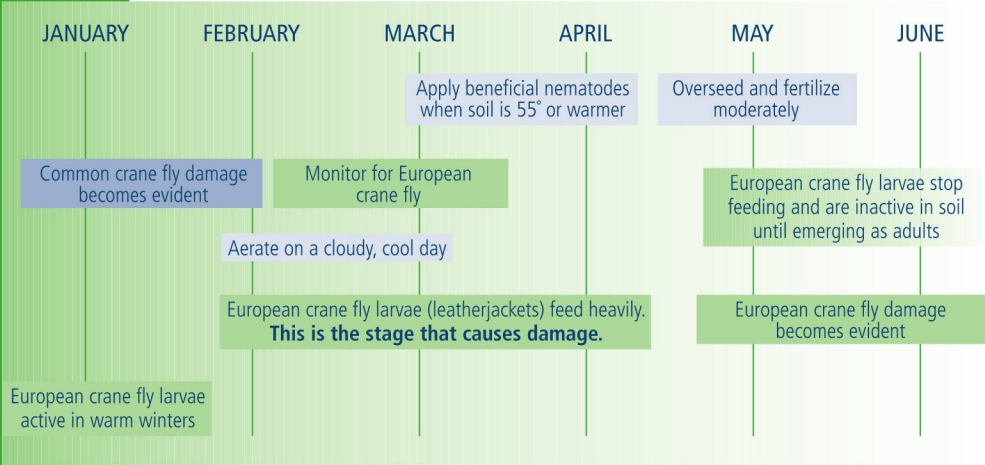 JANUARY FEBRUARY MARCH APRIL MAY JUNE
Apply beneficial nematodes
when soil is 55° or warmer
Overseed and fertilize
moderately
Common crane fly damage
becomes evident
Monitor for European
crane fly
European crane fly larvae stop
feeding and are inactive in soil
until emerging as adults
Aerate on a cloudy, cool day
European crane fly larvae (leatherjackets) feed heavily.
This is the stage that causes damage.
European crane fly damage
becomes evident
European crane fly larvae
active in warm winters